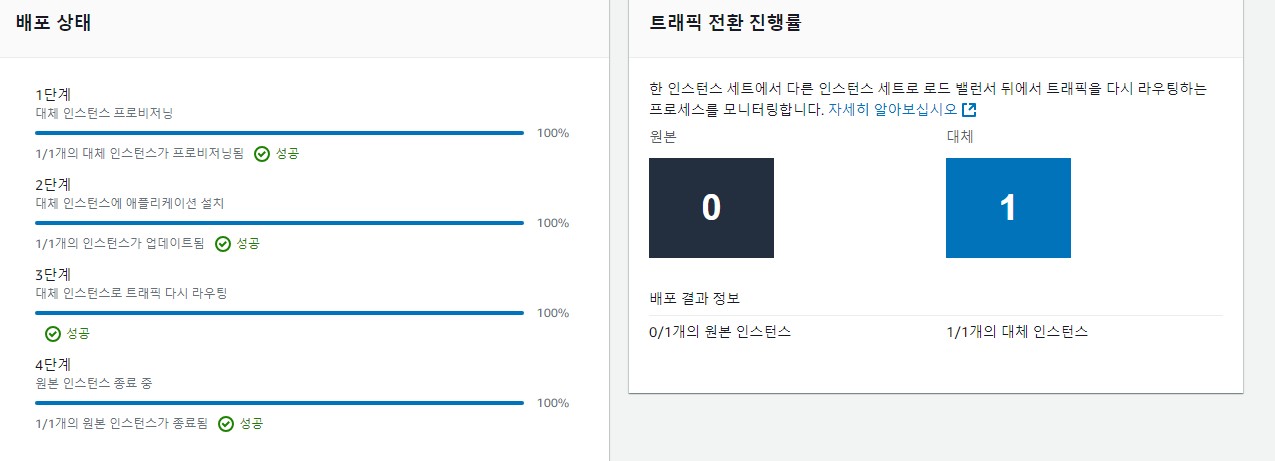 배포 상태
1단계
대체 인스턴스 프로비저닝
100%
1/1개의 대체 인스턴스가 프로비저닝됨 성공
2단계
대체 인스턴스에 애플리케이션 설치
100%
1/1개의 인스턴스가 업데이트됨 성공
3단계
대체 인스턴스로 트래픽 다시 라우팅
100%
성공
4단계
원본 인스턴스 종료 중
100%
1/1개의 원본 인스턴스가 종료됨 성공
트래픽 전환 진행률
한 인스턴스 세트에서 다른 인스턴스 세트로 로드 밸런서 뒤에서 트래픽을 다시 라우팅하는
프로세스를 모니터링합니다. 자세히 알아보십시오
원본 대체
0 1
배포 결과 정보
0/1개의 원본 인스턴스 1/1개의 대체 인스턴스